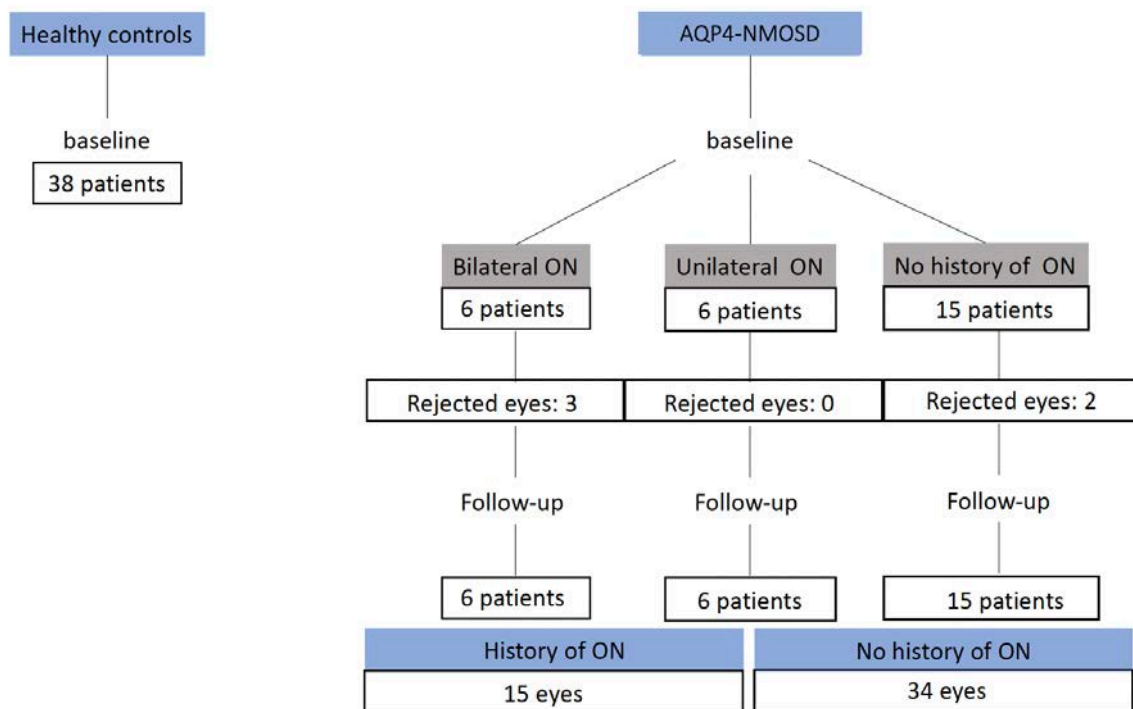 Healthy controls
baseline
38 patients
AQP4-NMOSD
baseline
Bilateral ON
Unilateral ON
No history of ON
6 patients
6 patients
15 patients
Rejected eyes: 3
Rejected eyes: 0
Rejected eyes: 2
Follow-up
Follow-up
Follow-up
6 patients
6 patients
15 patients
History of ON
No history of ON
15 eyes
34 eyes